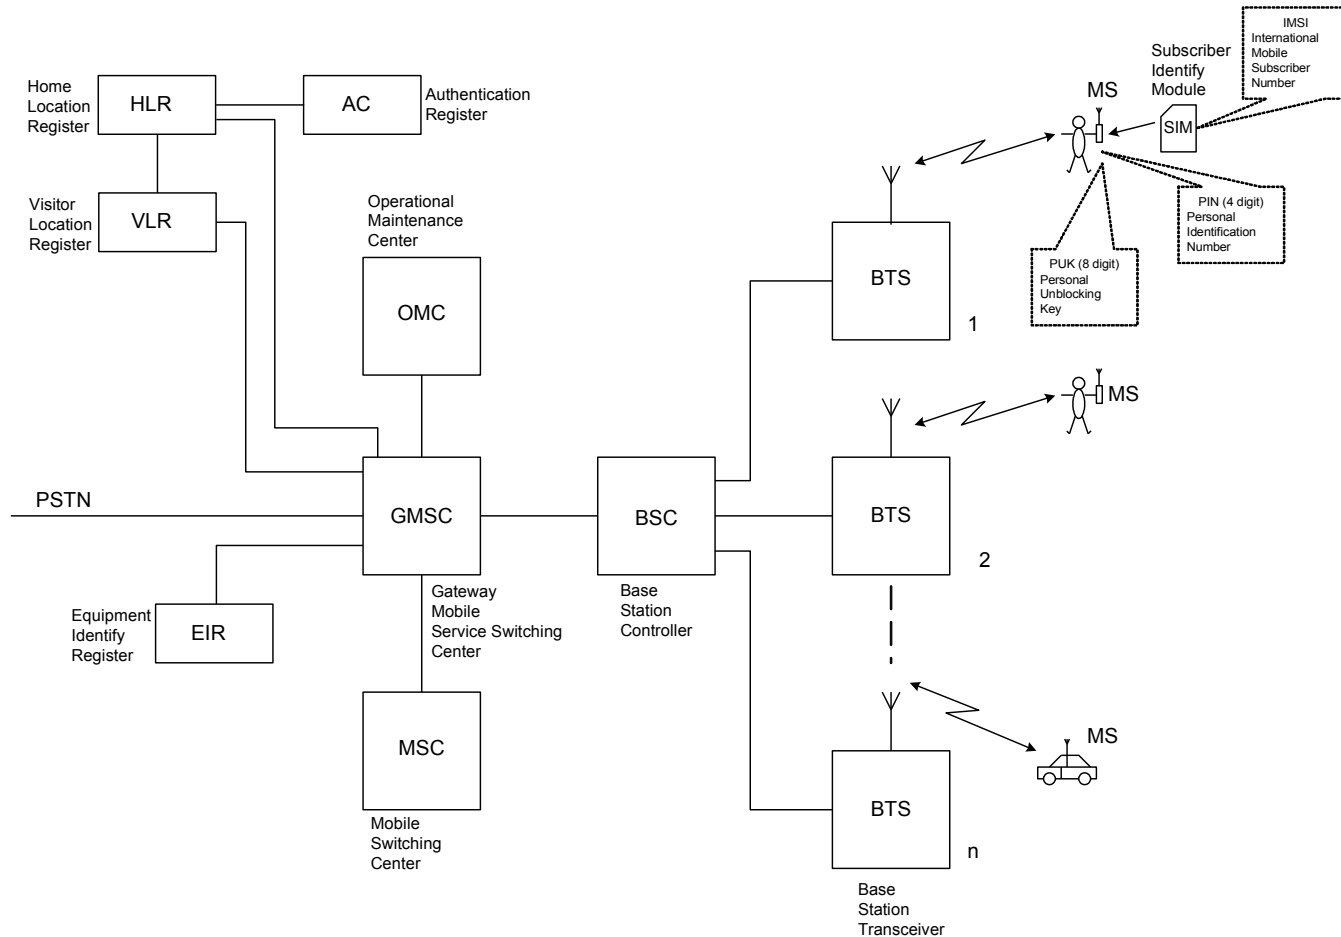 Home
Location
Register
HLR
AC
Authentication
Register
Visitor
Location
Register
VLR
Operational
Maintenance
Center
OMC
PSTN
GMSC
Gateway
Mobile
Service Switching
Center
Equipment
Identify
Register
EIR
MSC
Mobile
Switching
Center
BSC
Base
Station
Controller
BTS
1
BTS
2
BTS
n
Base
Station
Transceiver
MS
Subscriber
Identify
Module
SIM
IMSI
International
Mobile
Subscriber
Number
PIN (4 digit)
Personal
Identification
Number
PUK (8 digit)
Personal
Unblocking
Key
MS
MS